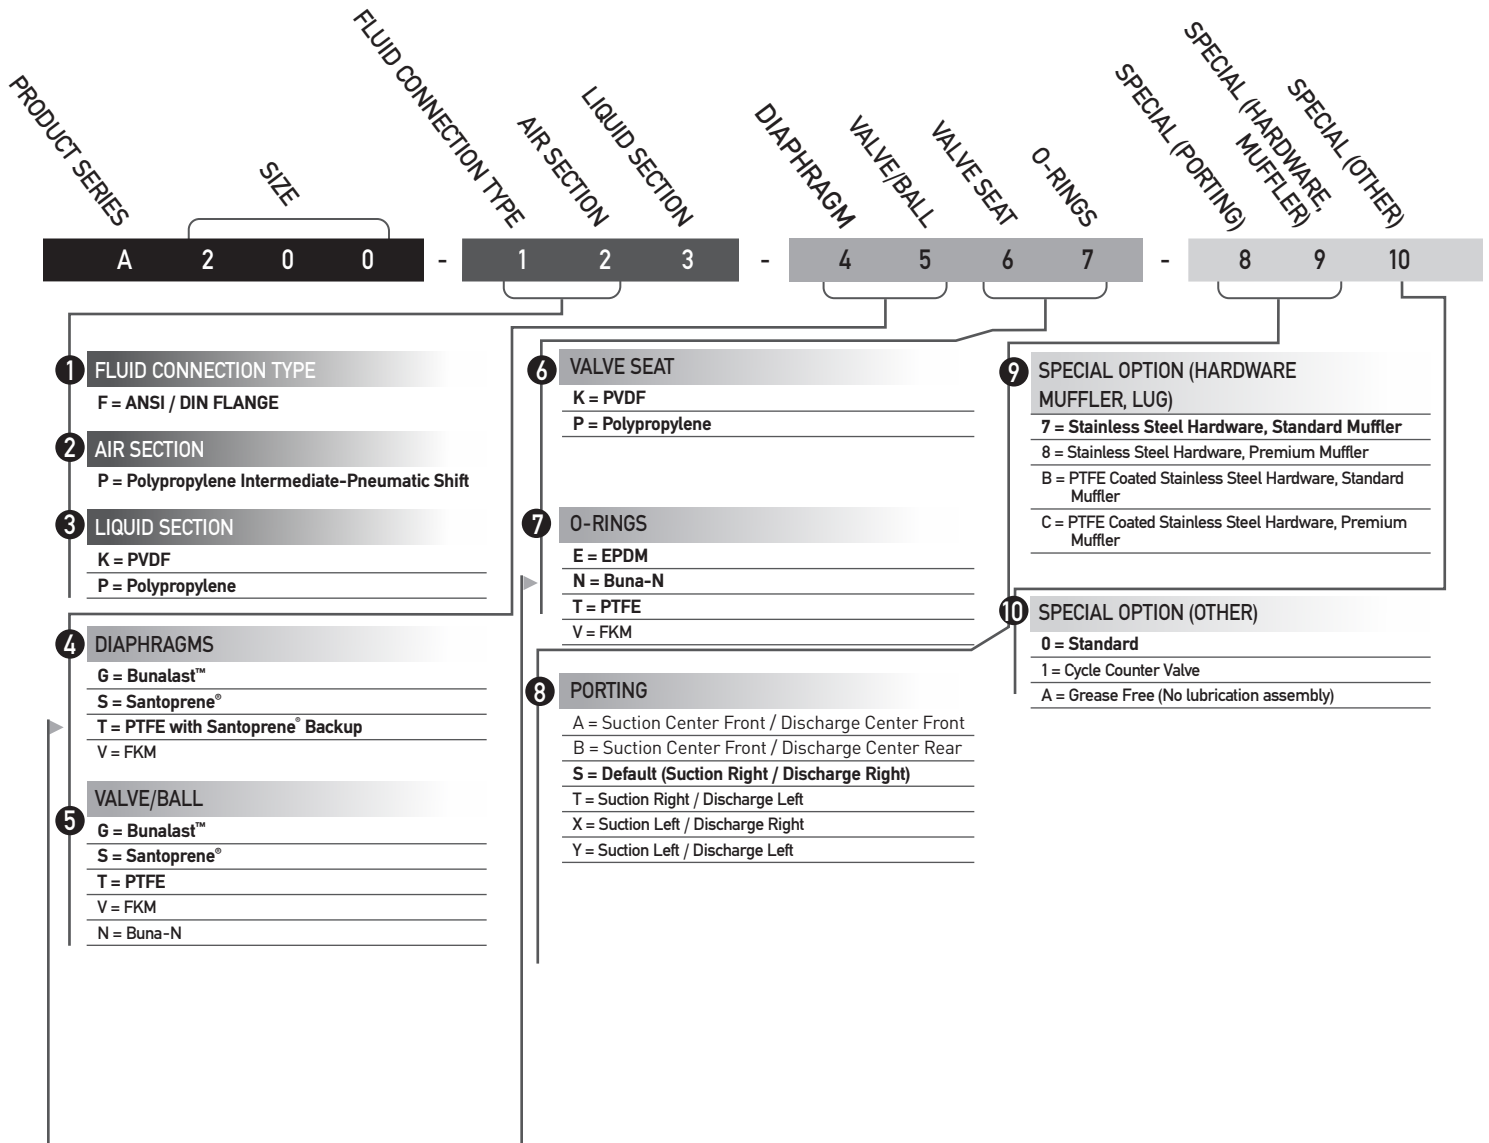 PRODUCT SERIES
SIZE
FLUID CONNECTION TYPE
AIR SECTION
LIQUID SECTION
DIAPHRAGM
VALVE/BALL
VALVE SEAT
O-RINGS
SPECIAL (PORTING)
SPECIAL (HARDWARE,
MUFFLER)
SPECIAL (OTHER)
A 2 0 0 - 1 2 3 - 4 5 6 7 - 8 9 10
1 FLUID CONNECTION TYPE
F = ANSI / DIN FLANGE
2 AIR SECTION
P = Polypropylene Intermediate-Pneumatic Shift
3 LIQUID SECTION
K = PVDF
P = Polypropylene
4 DIAPHRAGMS
G = Bunalast™
S = Santoprene®
T = PTFE with Santoprene® Backup
V = FKM
5 VALVE/BALL
G = Bunalast™
S = Santoprene®
T = PTFE
V = FKM
N = Buna-N
6 VALVE SEAT
K = PVDF
P = Polypropylene
7 O-RINGS
E = EPDM
N = Buna-N
T = PTFE
V = FKM
8 PORTING
A = Suction Center Front / Discharge Center Front
B = Suction Center Front / Discharge Center Rear
S = Default (Suction Right / Discharge Right)
T = Suction Right / Discharge Left
X = Suction Left / Discharge Right
Y = Suction Left / Discharge Left
9 SPECIAL OPTION (HARDWARE
MUFFLER, LUG)
7 = Stainless Steel Hardware, Standard Muffler
8 = Stainless Steel Hardware, Premium Muffler
B = PTFE Coated Stainless Steel Hardware, Standard
Muffler
C = PTFE Coated Stainless Steel Hardware, Premium
Muffler
10 SPECIAL OPTION (OTHER)
0 = Standard
1 = Cycle Counter Valve
A = Grease Free (No lubrication assembly)